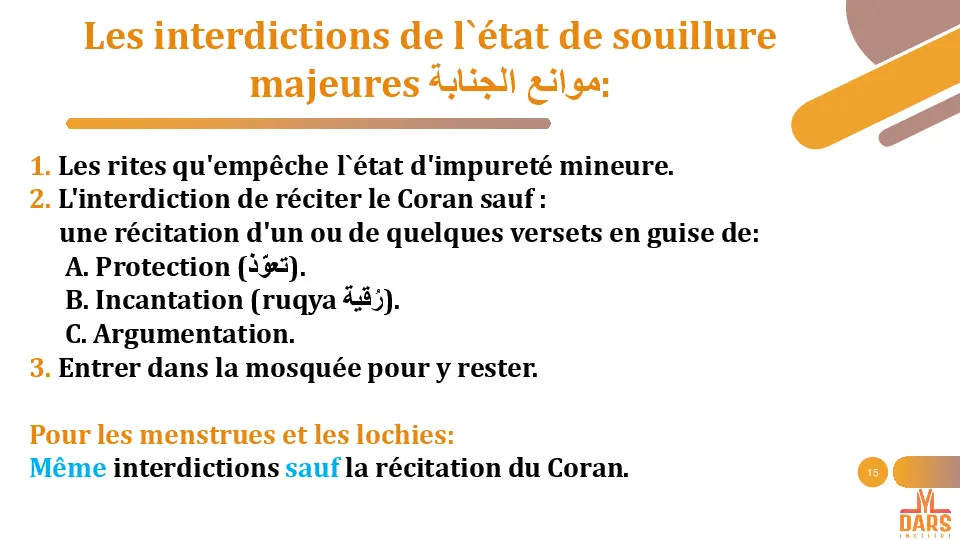 Les interdictions de l`état de souillure
majeures موانع الجنابة:
1. Les rites qu'empêche l`état d'impureté mineure.
2. L'interdiction de réciter le Coran sauf :
une récitation d'un ou de quelques versets en guise de:
A. Protection (تعوّذ).
B. Incantation (ruqya رُقية).
C. Argumentation.
3. Entrer dans la mosquée pour y rester.
Pour les menstrues et les lochies:
Même interdictions sauf la récitation du Coran.
15
DARS
INSTITUT